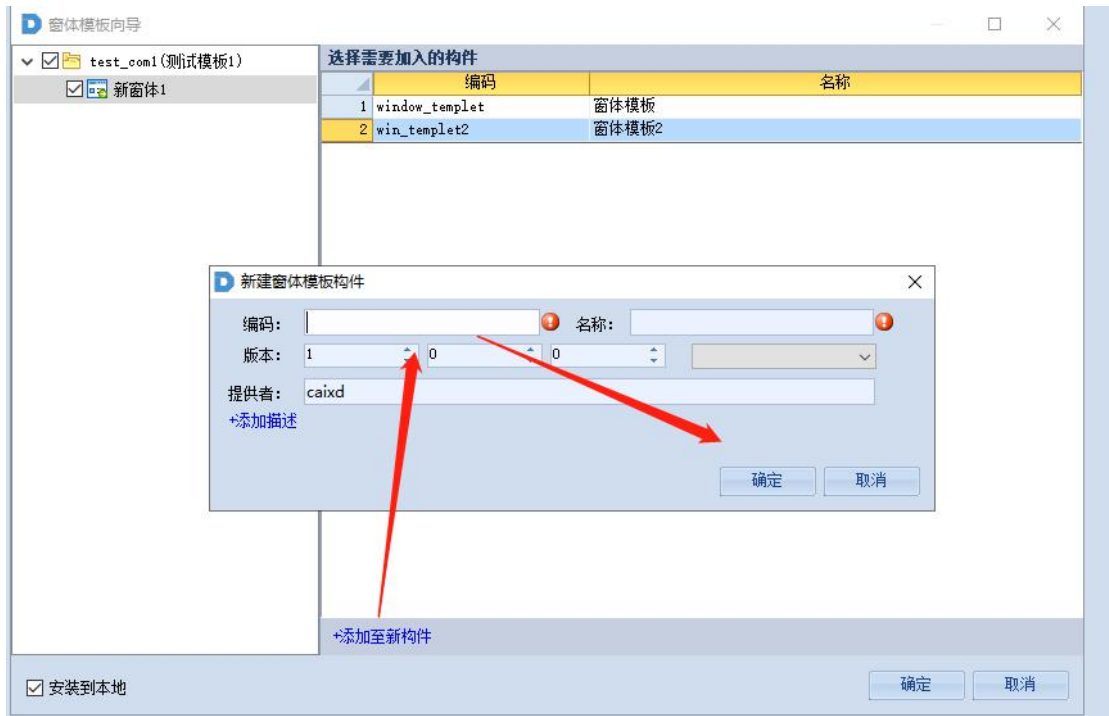 窗体模板向导
test_com1(测试模板1)
新窗体1
选择需要加入的构件
编码 名称
1 window_templet 窗体模板
2 win_templet2 窗体模板2
新建窗体模板构件
编码： 名称：
版本： 1 0 0
提供者： caixd
+添加描述
确定 取消
+添加至新构件
安装到本地 确定 取消